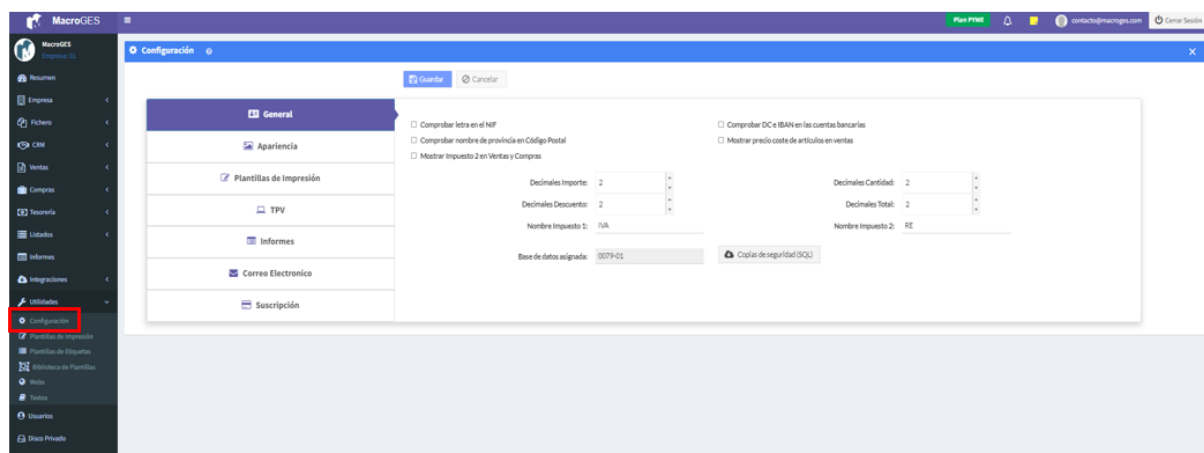 MacroGES
Plan PYME
contacto@macroges.com
Cerrar Sesión
MacroGES
Empresa: 51
Configuración
Resumen
Empresa
Fichero
CRM
Ventas
Compras
Tesorería
Listados
Informes
Integraciones
Utilidades
Configuración
Plantillas de Impresión
Plantillas de Etiquetas
Biblioteca de Plantillas
Webs
Textos
Usuarios
Disco Privado
Guardar
Cancelar
General
Apariencia
Plantillas de Impresión
TPV
Informes
Correo Electronico
Suscripción
Comprobar letra en el NIF
Comprobar DC e IBAN en las cuentas bancarias
Comprobar nombre de provincia en Código Postal
Mostrar precio coste de artículos en ventas
Mostrar Impuesto 2 en Ventas y Compras
Decimales Importe: 2
Decimales Cantidad: 2
Decimales Descuento: 2
Decimales Total: 2
Nombre Impuesto 1: IVA
Nombre Impuesto 2: RE
Base de datos asignada: 0079-01
Copias de seguridad (SQL)